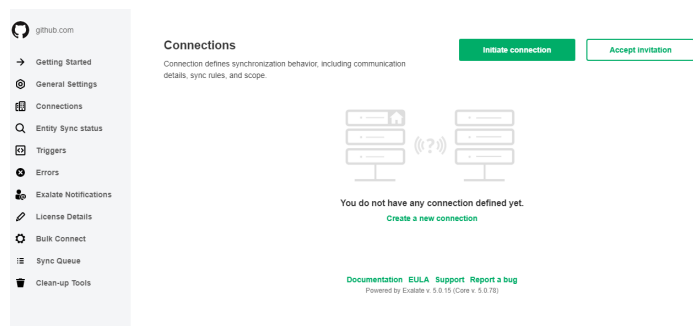 github.com
Getting Started
General Settings
Connections
Entity Sync status
Triggers
Errors
Exalate Notifications
License Details
Bulk Connect
Sync Queue
Clean-up Tools
Connections
Connection defines synchronization behavior, including communication
details, sync rules, and scope.
Initiate connection
Accept invitation
((?))
You do not have any connection defined yet.
Create a new connection
Documentation EULA Support Report a bug
Powered by Exalate v. 5.0.15 (Core v. 5.0.78)